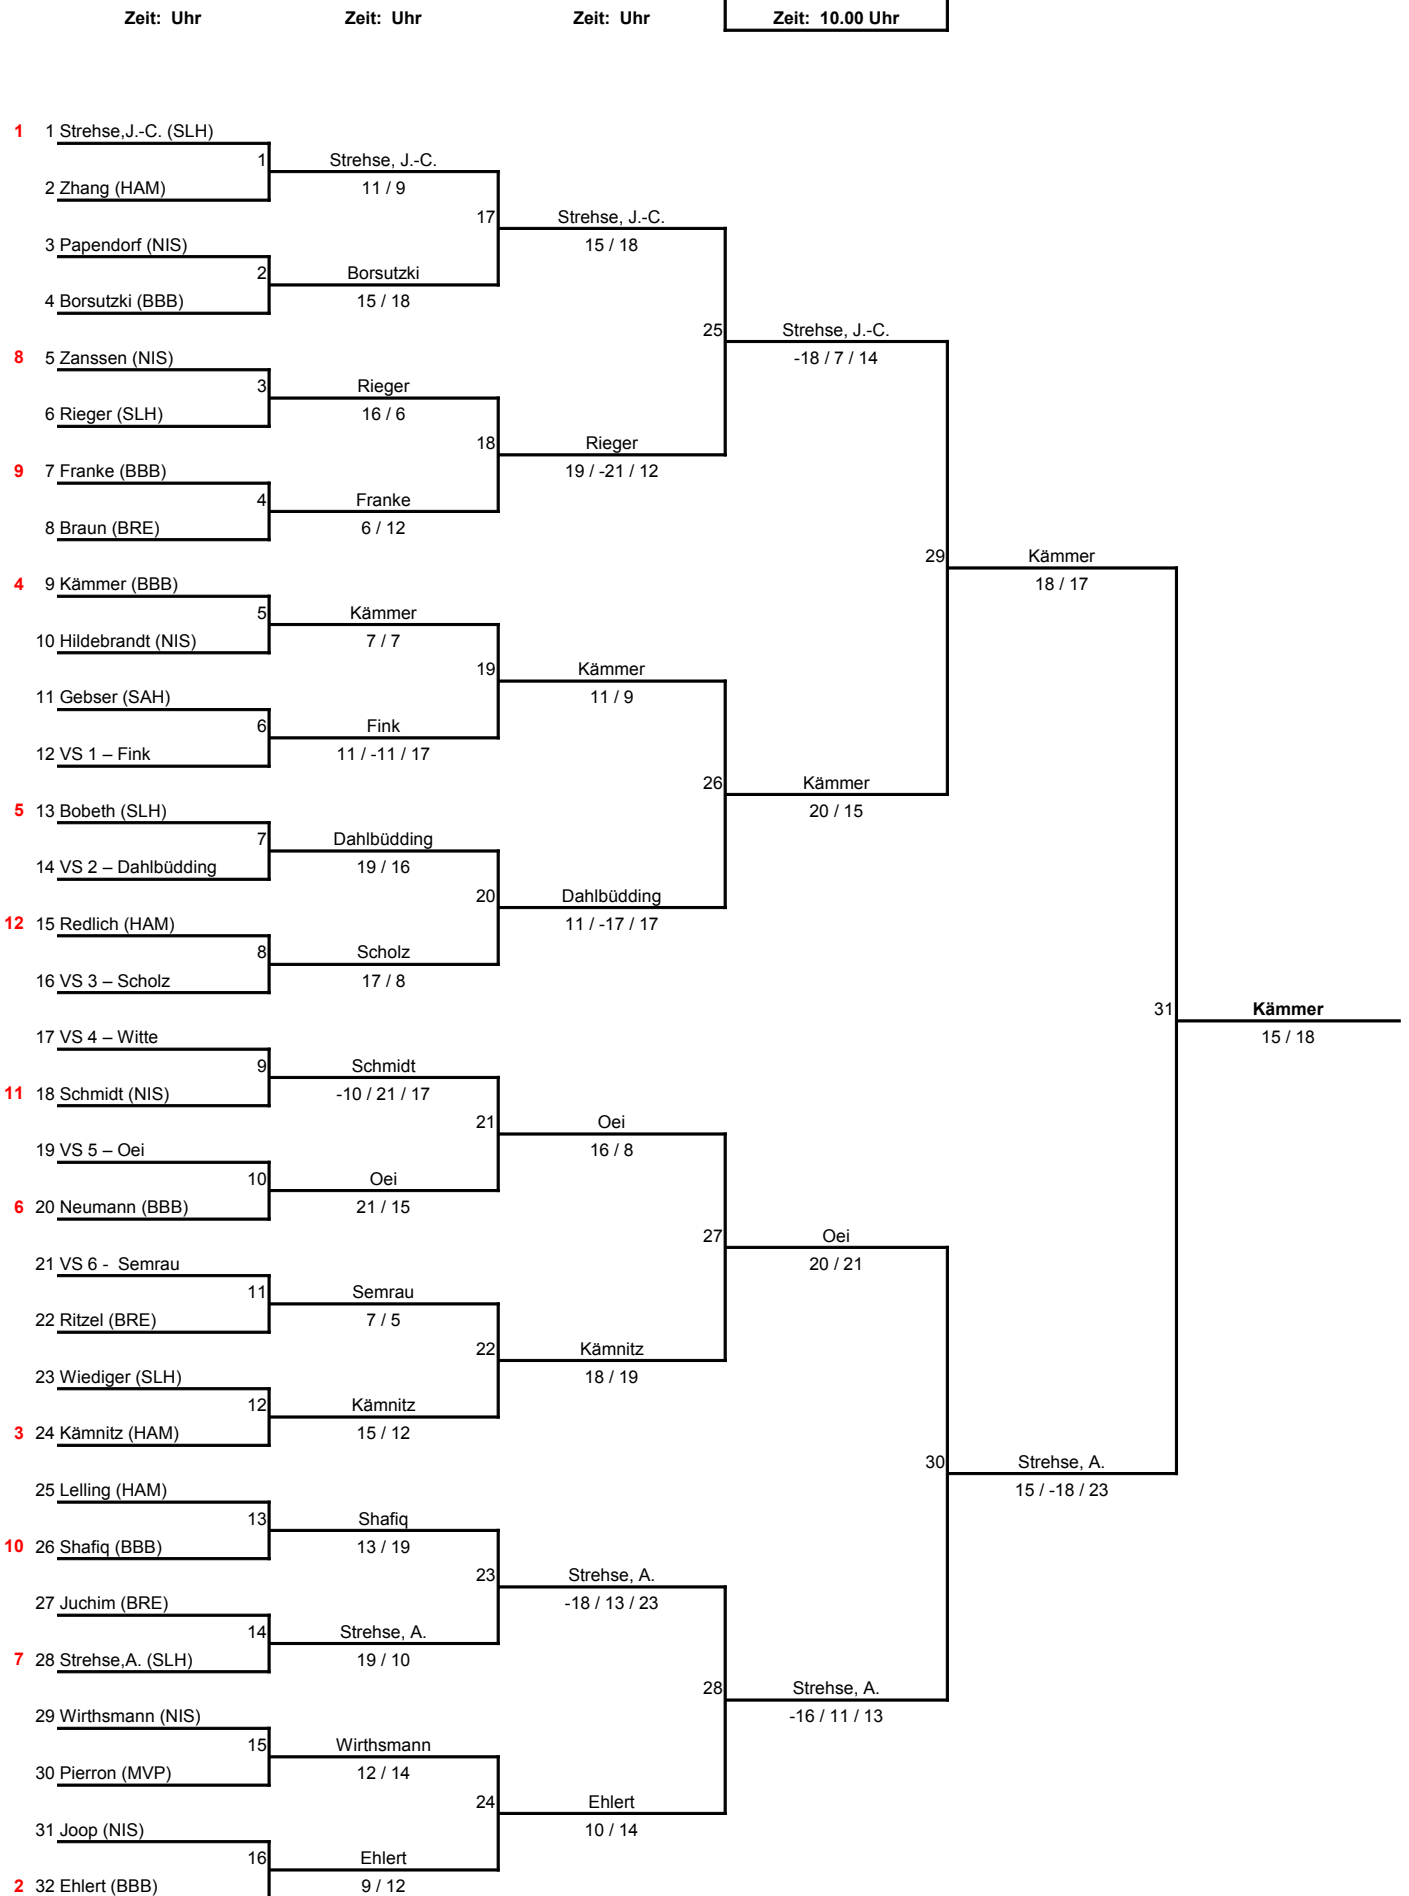 Zeit: Uhr Zeit: Uhr Zeit: Uhr Zeit: 10.00 Uhr
1 1 Strehse,J.-C. (SLH)
1 Strehse, J.-C.
2 Zhang (HAM) 11 / 9
17 Strehse, J.-C.
3 Papendorf (NIS) 15 / 18
2 Borsutzki
4 Borsutzki (BBB) 15 / 18
25 Strehse, J.-C.
8 5 Zanssen (NIS) -18 / 7 / 14
3 Rieger
6 Rieger (SLH) 16 / 6
18 Rieger
9 7 Franke (BBB) 19 / -21 / 12
4 Franke
8 Braun (BRE) 6 / 12
29 Kämmer
4 9 Kämmer (BBB) 18 / 17
5 Kämmer
10 Hildebrandt (NIS) 7 / 7
19 Kämmer
11 Gebser (SAH) 11 / 9
6 Fink
12 VS 1 – Fink 11 / -11 / 17
26 Kämmer
5 13 Bobeth (SLH) 20 / 15
7 Dahlbüdding
14 VS 2 – Dahlbüdding 19 / 16
20 Dahlbüdding
12 15 Redlich (HAM) 11 / -17 / 17
8 Scholz
16 VS 3 – Scholz 17 / 8
31 Kämmer
17 VS 4 – Witte 15 / 18
9 Schmidt
11 18 Schmidt (NIS) -10 / 21 / 17
21 Oei
19 VS 5 – Oei 16 / 8
10 Oei
6 20 Neumann (BBB) 21 / 15
27 Oei
21 VS 6 - Semrau 20 / 21
11 Semrau
22 Ritzel (BRE) 7 / 5
22 Kämnitz
23 Wiediger (SLH) 18 / 19
12 Kämnitz
3 24 Kämnitz (HAM) 15 / 12
30 Strehse, A.
25 Lelling (HAM) 15 / -18 / 23
13 Shafiq
10 26 Shafiq (BBB) 13 / 19
23 Strehse, A.
27 Juchim (BRE) -18 / 13 / 23
14 Strehse, A.
7 28 Strehse,A. (SLH) 19 / 10
28 Strehse, A.
29 Wirthsmann (NIS) -16 / 11 / 13
15 Wirthsmann
30 Pierron (MVP) 12 / 14
24 Ehlert
31 Joop (NIS) 10 / 14
16 Ehlert
2 32 Ehlert (BBB) 9 / 12